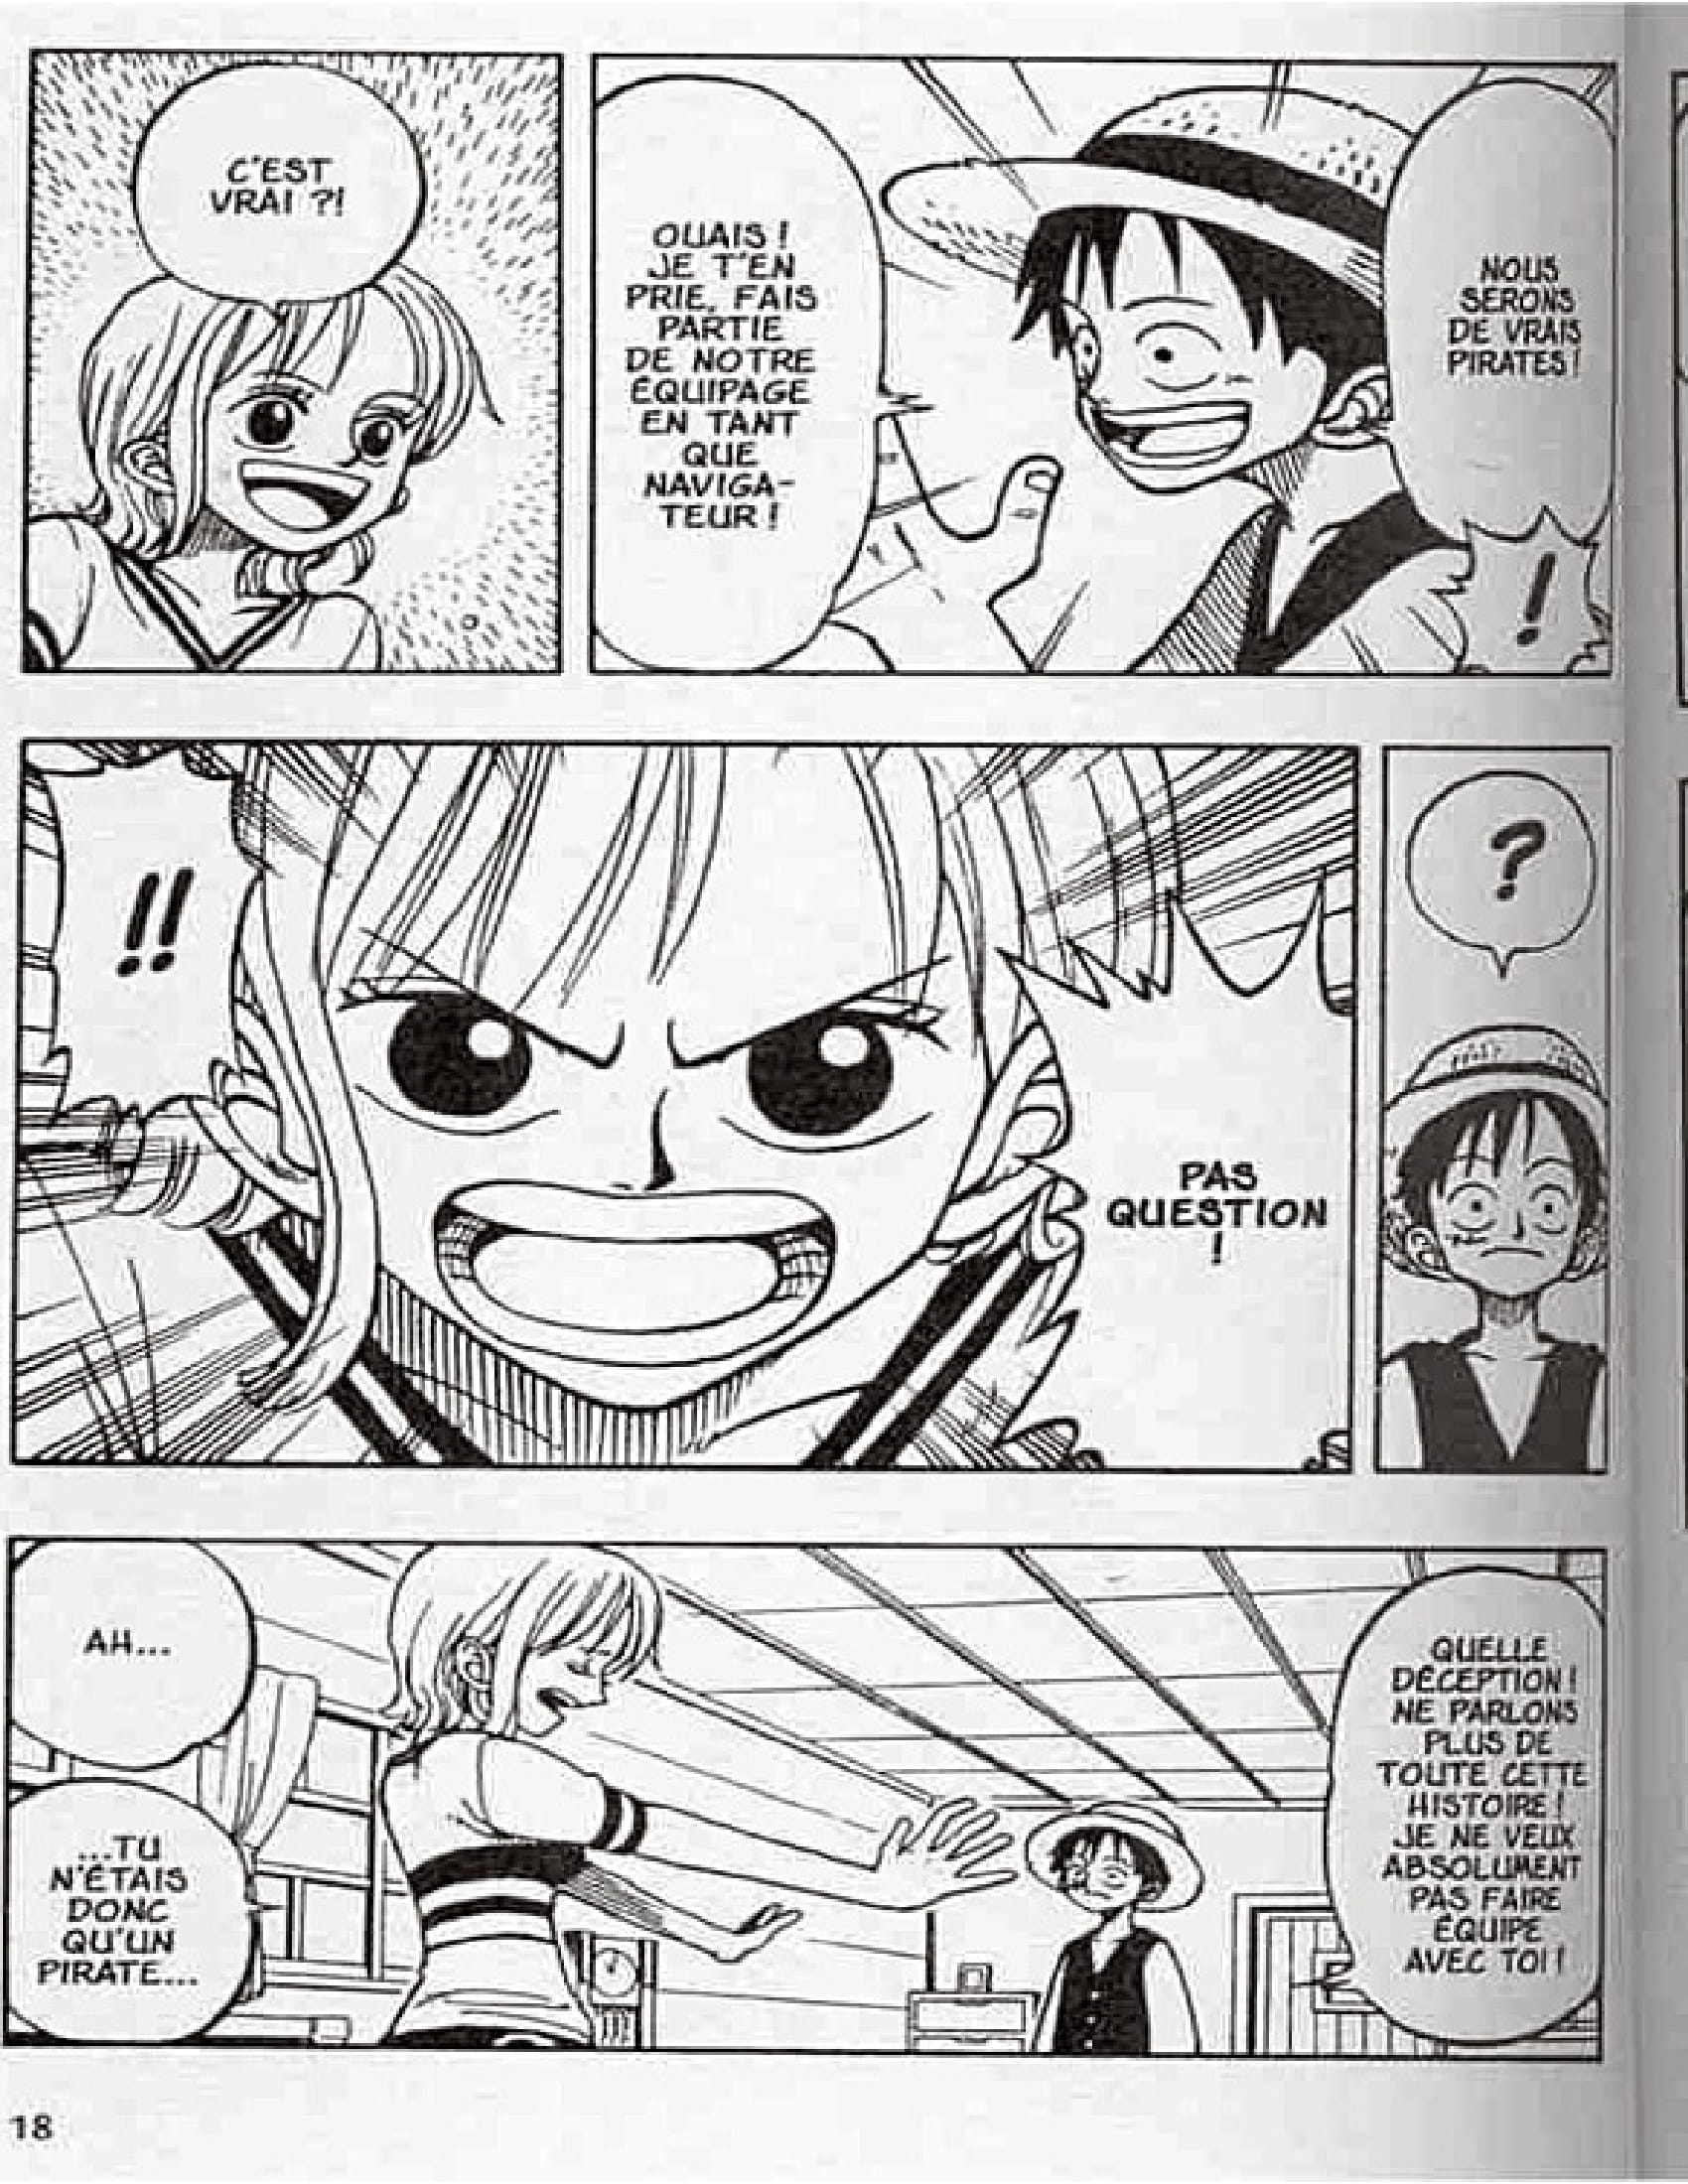 NOUS
SERONS
DE VRAIS
PIRATES !
!
OUAIS !
JE T'EN
PRIE, FAIS
PARTIE
DE NOTRE
ÉQUIPAGE
EN TANT
QUE
NAVIGA-
TEUR !
C'EST
VRAI ?!
?
PAS
QUESTION
!
!!
QUELLE
DÉCEPTION !
NE PARLONS
PLUS DE
TOUTE CETTE
HISTOIRE !
JE NE VEUX
ABSOLUMENT
PAS FAIRE
ÉQUIPE
AVEC TOI !
AH...
...TU
N'ÉTAIS
DONC
QU'UN
PIRATE...
18